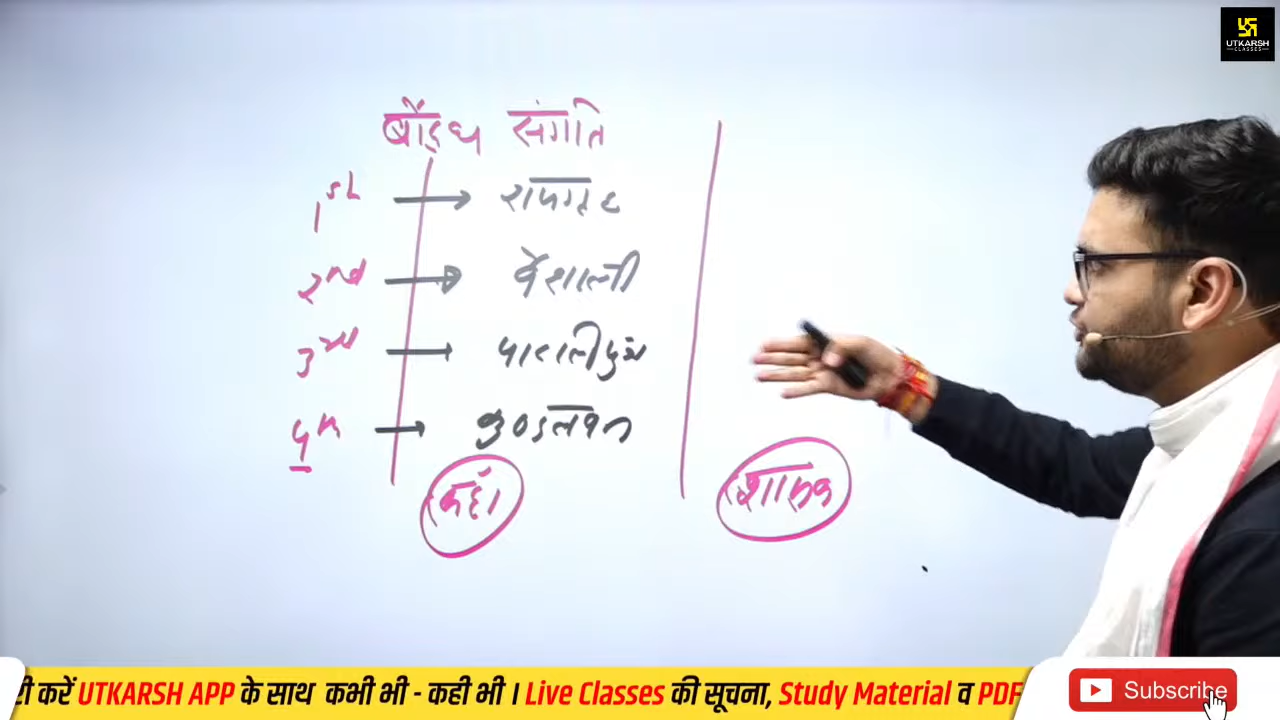 UTKARSH
CLASSES
बौद्ध संगति
1st → राजगृह
2nd → वैशाली
3rd → पाटलीपुत्र
4th → कुण्डलवन
कहाँ
शासक
री करें UTKARSH APP के साथ कभी भी - कही भी । Live Classes की सूचना, Study Material व PDF
Subscribe